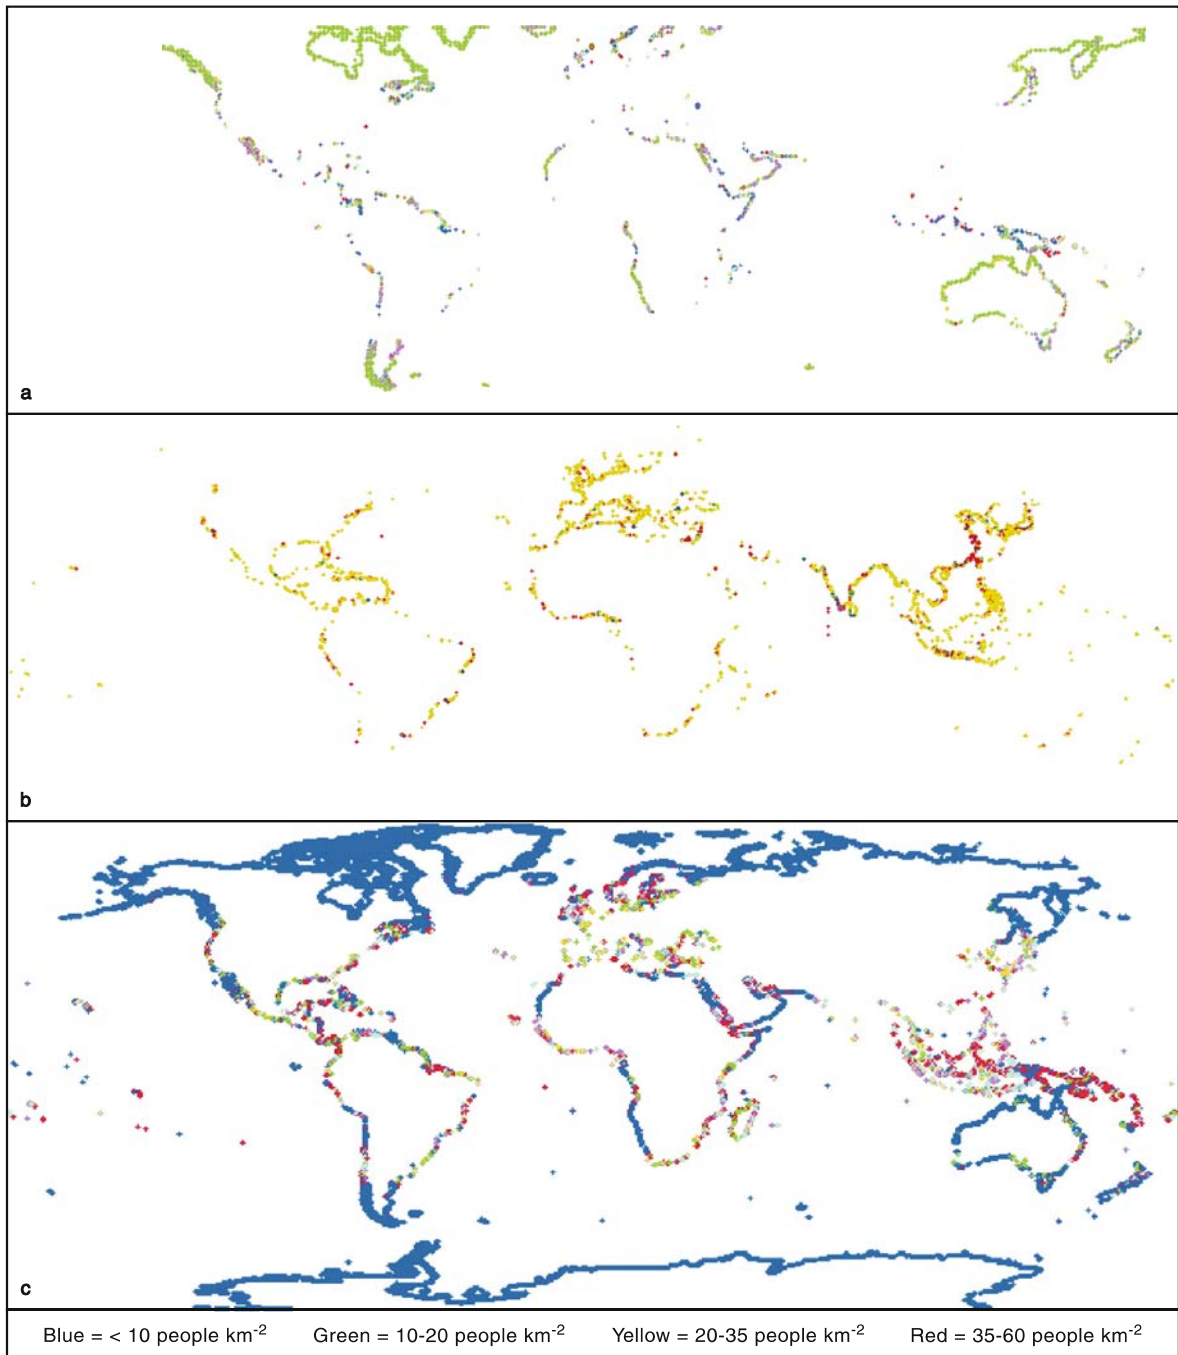 a
b
c
Blue = < 10 people km-2 Green = 10-20 people km-2 Yellow = 20-35 people km-2 Red = 35-60 people km-2